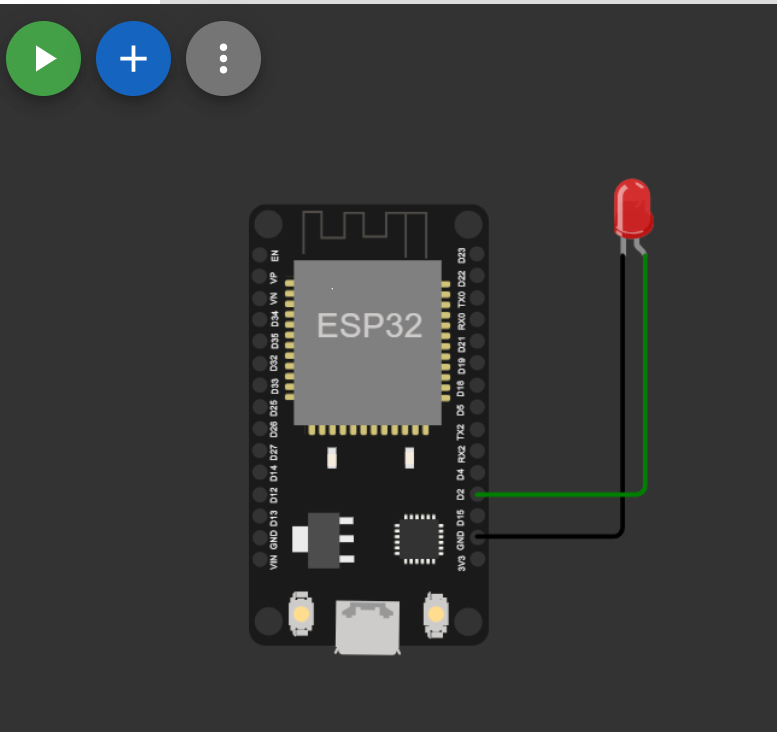 ESP32
EN
VP
VN
D34
D35
D32
D33
D25
D26
D27
D14
D12
D13
GND
VIN
D23
D22
TX0
RX0
D21
D19
D18
D5
TX2
RX2
D4
D2
D15
GND
3V3